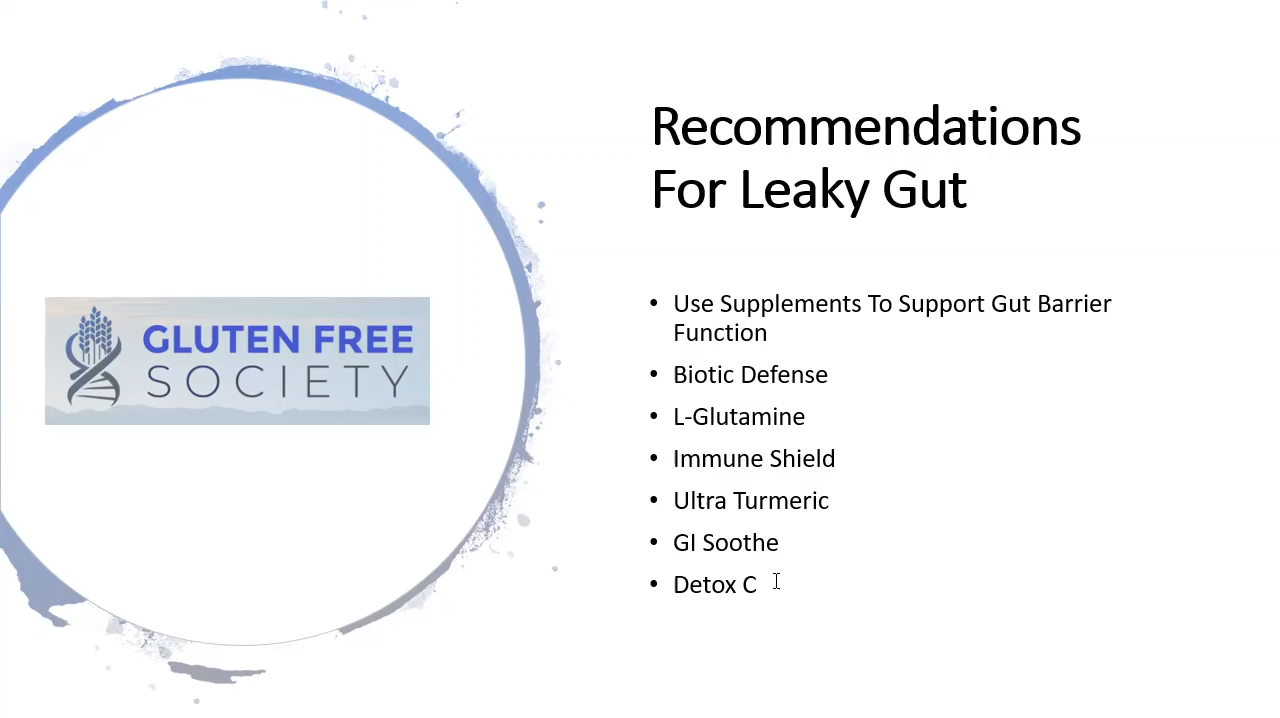 Recommendations
For Leaky Gut
GLUTEN FREE
SOCIETY
• Use Supplements To Support Gut Barrier
Function
• Biotic Defense
• L-Glutamine
• Immune Shield
• Ultra Turmeric
• GI Soothe
• Detox C